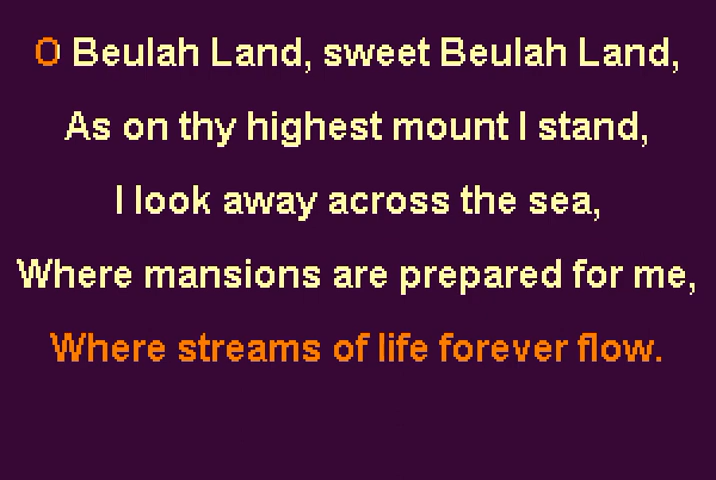 O Beulah Land, sweet Beulah Land,
As on thy highest mount I stand,
I look away across the sea,
Where mansions are prepared for me,
Where streams of life forever flow.